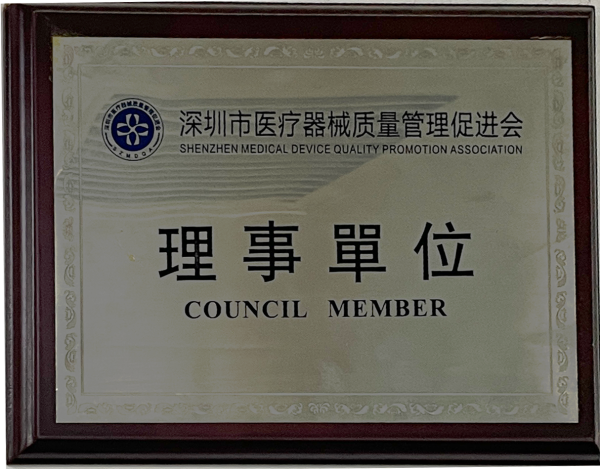 深圳市医疗器械质量管理促进会
SHENZHEN MEDICAL DEVICE QUALITY PROMOTION ASSOCIATION
理事單位
COUNCIL MEMBER